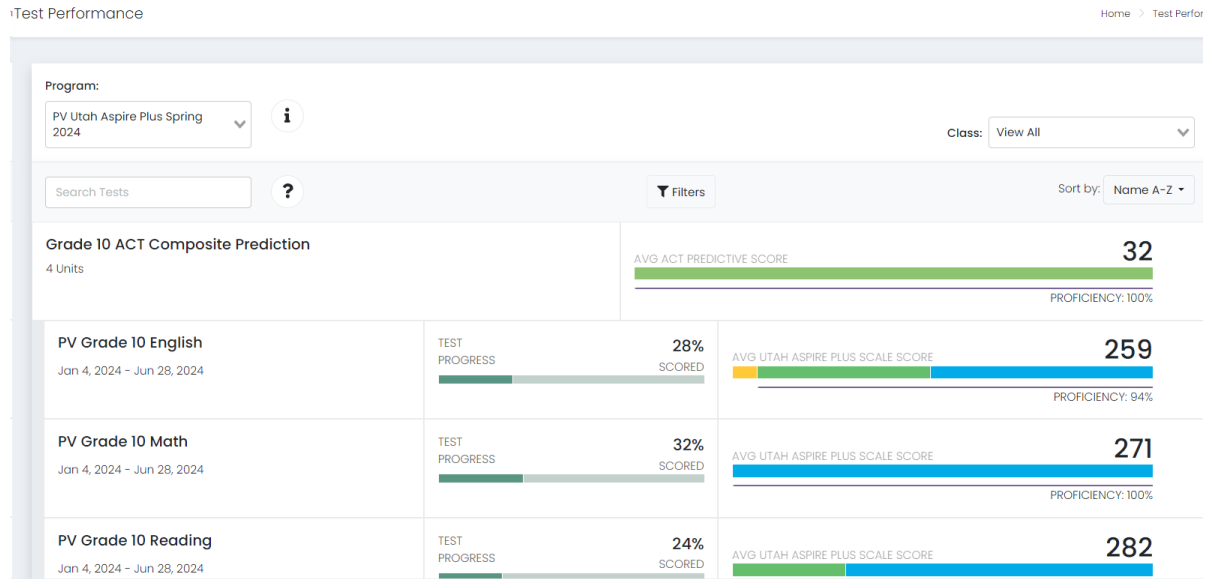 Test Performance
Home > Test Perfor
Program:
PV Utah Aspire Plus Spring
2024
i
Class: View All
Search Tests
?
Filters
Sort by: Name A-Z
Grade 10 ACT Composite Prediction
4 Units
AVG ACT PREDICTIVE SCORE
32
PROFICIENCY: 100%
PV Grade 10 English
Jan 4, 2024 - Jun 28, 2024
TEST
PROGRESS
28%
SCORED
AVG UTAH ASPIRE PLUS SCALE SCORE
259
PROFICIENCY: 94%
PV Grade 10 Math
Jan 4, 2024 - Jun 28, 2024
TEST
PROGRESS
32%
SCORED
AVG UTAH ASPIRE PLUS SCALE SCORE
271
PROFICIENCY: 100%
PV Grade 10 Reading
Jan 4, 2024 - Jun 28, 2024
TEST
PROGRESS
24%
SCORED
AVG UTAH ASPIRE PLUS SCALE SCORE
282